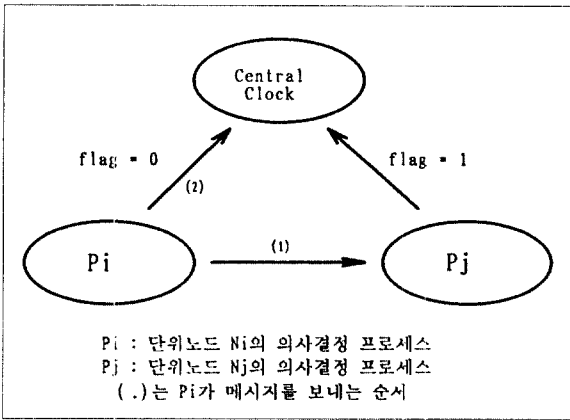 Central
Clock
flag = 0
flag = 1
(2)
(1)
Pi
Pj
Pi : 단위노드 Ni의 의사결정 프로세스
Pj : 단위노드 Nj의 의사결정 프로세스
(.)는 Pi가 메시지를 보내는 순서